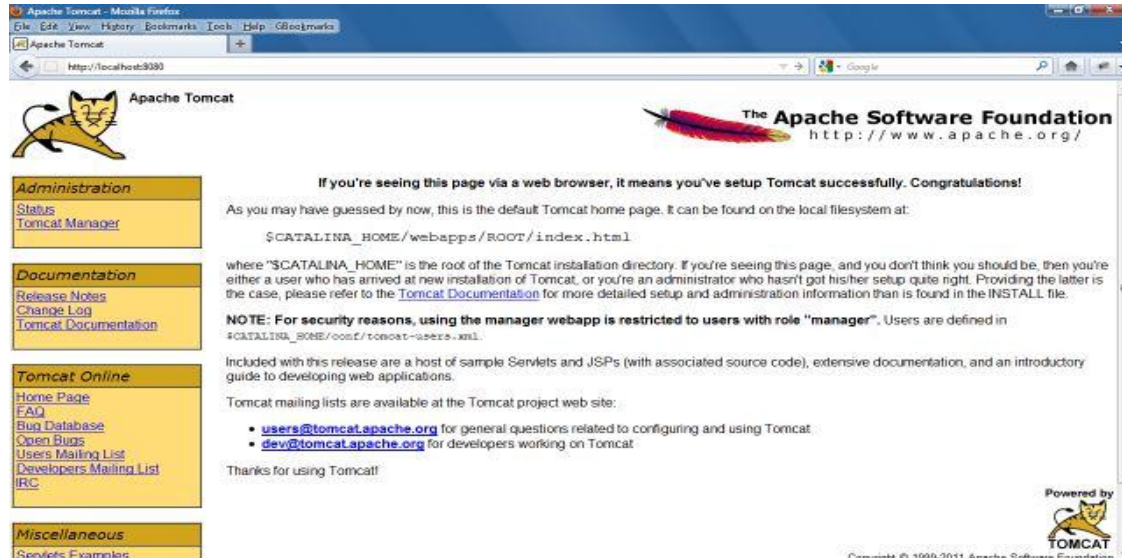 Apache Tomcat - Mozilla Firefox
File Edit View History Bookmarks Tools Help GBookmarks
Apache Tomcat
http://localhost:8080
Google
Apache Tomcat
The Apache Software Foundation
http://www.apache.org/
Administration
Status
Tomcat Manager
Documentation
Release Notes
Change Log
Tomcat Documentation
Tomcat Online
Home Page
FAQ
Bug Database
Open Bugs
Users Mailing List
Developers Mailing List
IRC
Miscellaneous
Servlets Examples
If you're seeing this page via a web browser, it means you've setup Tomcat successfully. Congratulations!
As you may have guessed by now, this is the default Tomcat home page. It can be found on the local filesystem at:
$CATALINA_HOME/webapps/ROOT/index.html
where "$CATALINA_HOME" is the root of the Tomcat installation directory. If you're seeing this page, and you don't think you should be, then you're
either a user who has arrived at new installation of Tomcat, or you're an administrator who hasn't got his/her setup quite right. Providing the latter is
the case, please refer to the Tomcat Documentation for more detailed setup and administration information than is found in the INSTALL file.
NOTE: For security reasons, using the manager webapp is restricted to users with role "manager". Users are defined in
$CATALINA_HOME/conf/tomcat-users.xml.
Included with this release are a host of sample Servlets and JSPs (with associated source code), extensive documentation, and an introductory
guide to developing web applications.
Tomcat mailing lists are available at the Tomcat project web site:
• users@tomcat.apache.org for general questions related to configuring and using Tomcat
• dev@tomcat.apache.org for developers working on Tomcat
Thanks for using Tomcat!
Powered by
TOMCAT
Copyright © 1999-2011 Apache Software Foundation